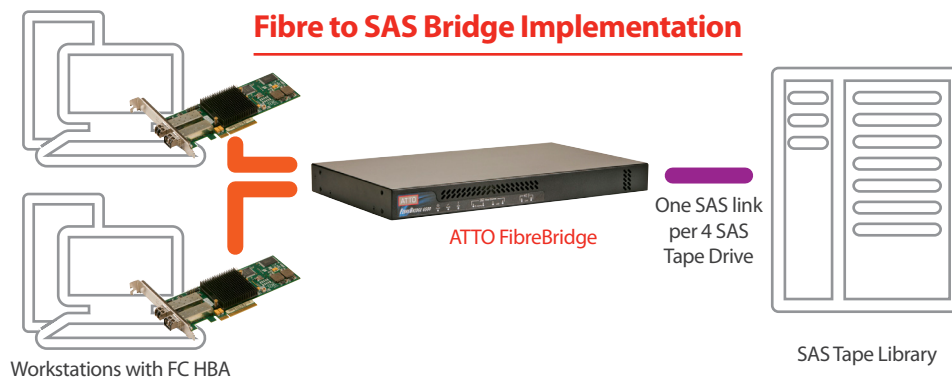 Fibre to SAS Bridge Implementation
ATTO
ATTO FibreBridge
One SAS link
per 4 SAS
Tape Drive
Workstations with FC HBA
SAS Tape Library